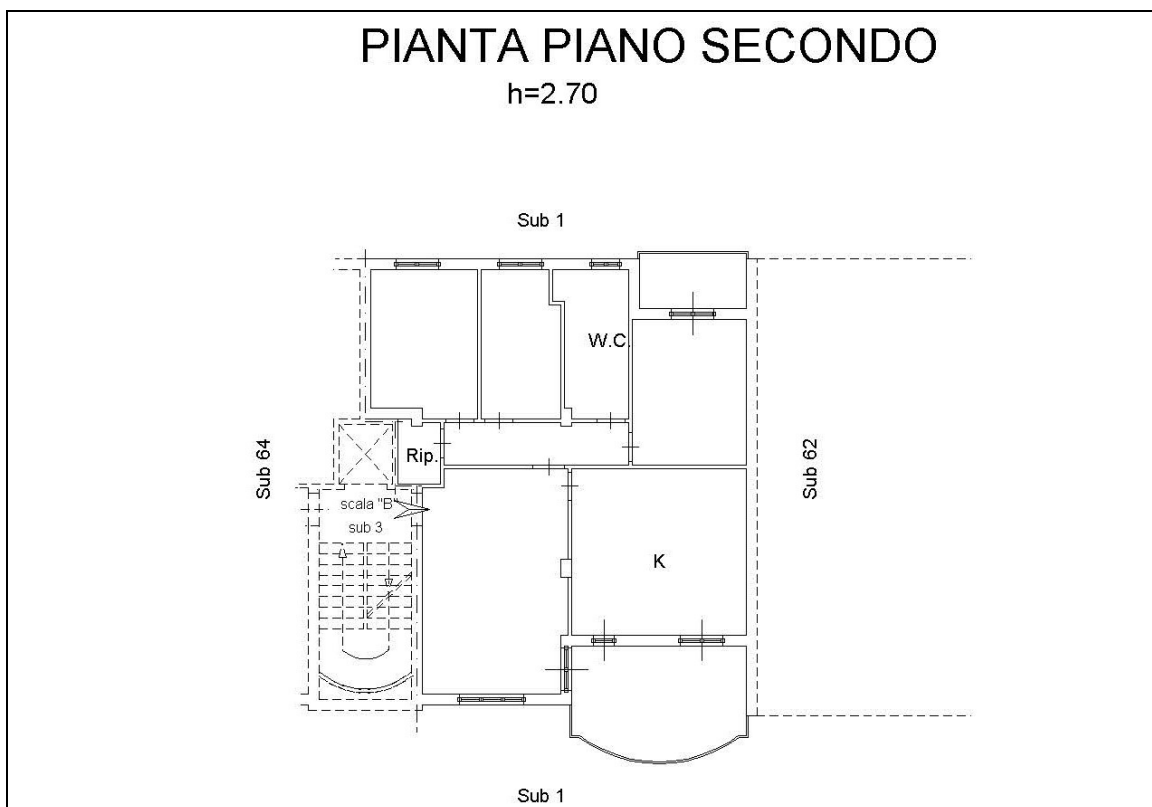 PIANTA PIANO SECONDO
h=2.70
Sub 1
W.C.
Rip.
Sub 64
Sub 62
scala "B"
sub 3
K
Sub 1